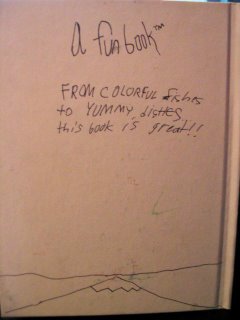 a fun book™
FROM COLORFUL fishes
to YUMMY dishes,
this book is great!!